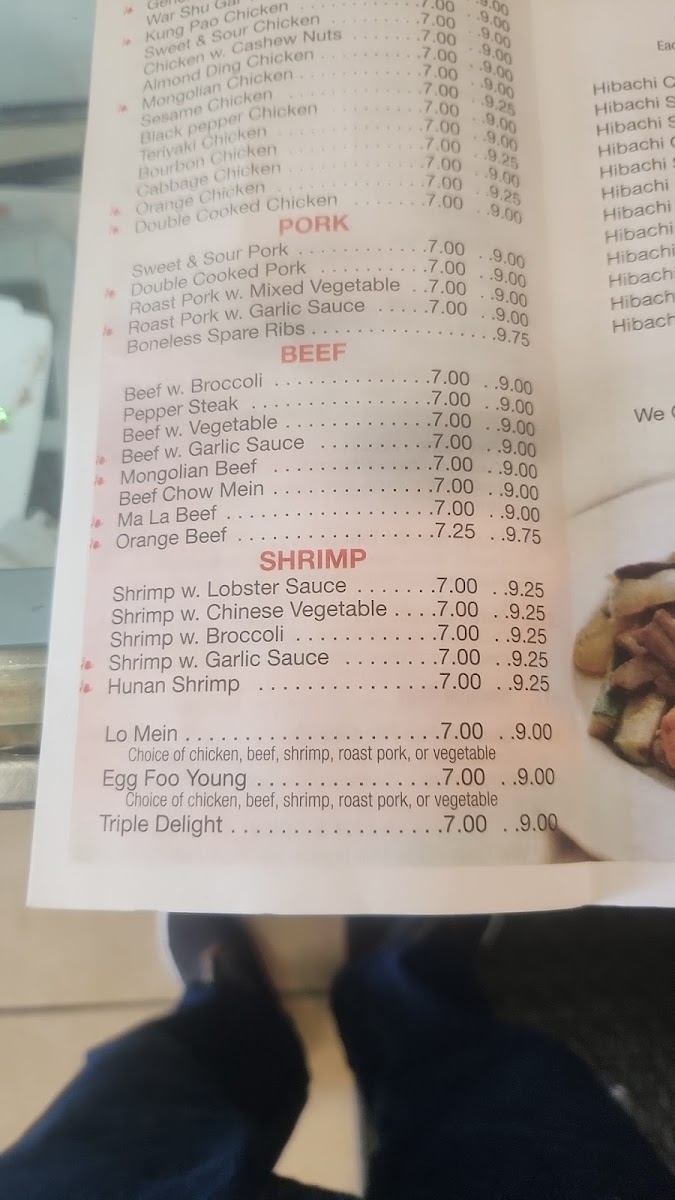 War Shu Gai
Kung Pao Chicken . . . . . . . . 7.00 . .9.00
Sweet & Sour Chicken . . . . 7.00 . .9.00
Chicken w. Cashew Nuts . . . 7.00 . .9.00
Almond Ding Chicken . . . . . 7.00 . .9.00
Mongolian Chicken . . . . . . 7.00
Sesame Chicken . . . . . . . . 7.00 . .9.25
Black pepper Chicken . . . . 7.00 . .9.00
Teriyaki Chicken . . . . . . . . 7.00 . .9.00
Bourbon Chicken . . . . . . . . 7.00 . .9.25
Cabbage Chicken . . . . . . . 7.00 . .9.00
Orange Chicken . . . . . . . . 7.00 . .9.25
Double Cooked Chicken . . . . 7.00 . .9.00
PORK
Sweet & Sour Pork . . . . . . . . . . . .7.00 . .9.00
Double Cooked Pork . . . . . . . . . .7.00 . .9.00
Roast Pork w. Mixed Vegetable . .7.00 . .9.00
Roast Pork w. Garlic Sauce . . . . .7.00 . .9.00
Boneless Spare Ribs . . . . . . . . . . . . . . . . .9.75
BEEF
Beef w. Broccoli . . . . . . . . . . . . . .7.00 . .9.00
Pepper Steak . . . . . . . . . . . . . . . .7.00 . .9.00
Beef w. Vegetable . . . . . . . . . . . . .7.00 . .9.00
Beef w. Garlic Sauce . . . . . . . . . .7.00 . .9.00
Mongolian Beef . . . . . . . . . . . . . .7.00 . .9.00
Beef Chow Mein . . . . . . . . . . . . . .7.00 . .9.00
Ma La Beef . . . . . . . . . . . . . . . . . .7.00 . .9.00
Orange Beef . . . . . . . . . . . . . . . . .7.25 . .9.75
SHRIMP
Shrimp w. Lobster Sauce . . . . . . .7.00 . .9.25
Shrimp w. Chinese Vegetable . . . .7.00 . .9.25
Shrimp w. Broccoli . . . . . . . . . . . .7.00 . .9.25
Shrimp w. Garlic Sauce . . . . . . . .7.00 . .9.25
Hunan Shrimp . . . . . . . . . . . . . . .7.00 . .9.25
Lo Mein . . . . . . . . . . . . . . . . . . . . . .7.00 . .9.00
Choice of chicken, beef, shrimp, roast pork, or vegetable
Egg Foo Young . . . . . . . . . . . . . . . .7.00 . .9.00
Choice of chicken, beef, shrimp, roast pork, or vegetable
Triple Delight . . . . . . . . . . . . . . . . . .7.00 . .9.00
Hibachi C
Hibachi S
Hibachi S
Hibachi
Hibachi
Hibachi
Hibachi
Hibachi
Hibachi
Hibachi
Hibach
Hibach
We